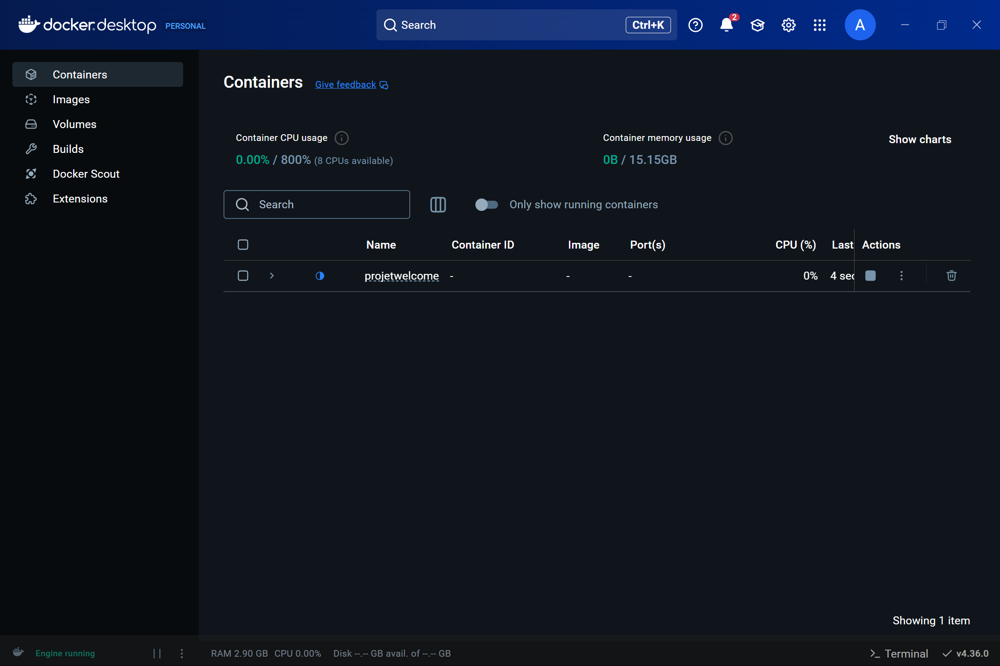 docker desktop PERSONAL
Search Ctrl+K
2
A
Containers
Images
Volumes
Builds
Docker Scout
Extensions
Containers Give feedback
Container CPU usage
0.00% / 800% (8 CPUs available)
Container memory usage
0B / 15.15GB
Show charts
Search
Only show running containers
Name Container ID Image Port(s) CPU (%) Last Actions
projetwelcome - - - 0% 4 sec
Showing 1 item
Engine running
RAM 2.90 GB CPU 0.00% Disk --.-- GB avail. of --.-- GB
Terminal v4.36.0